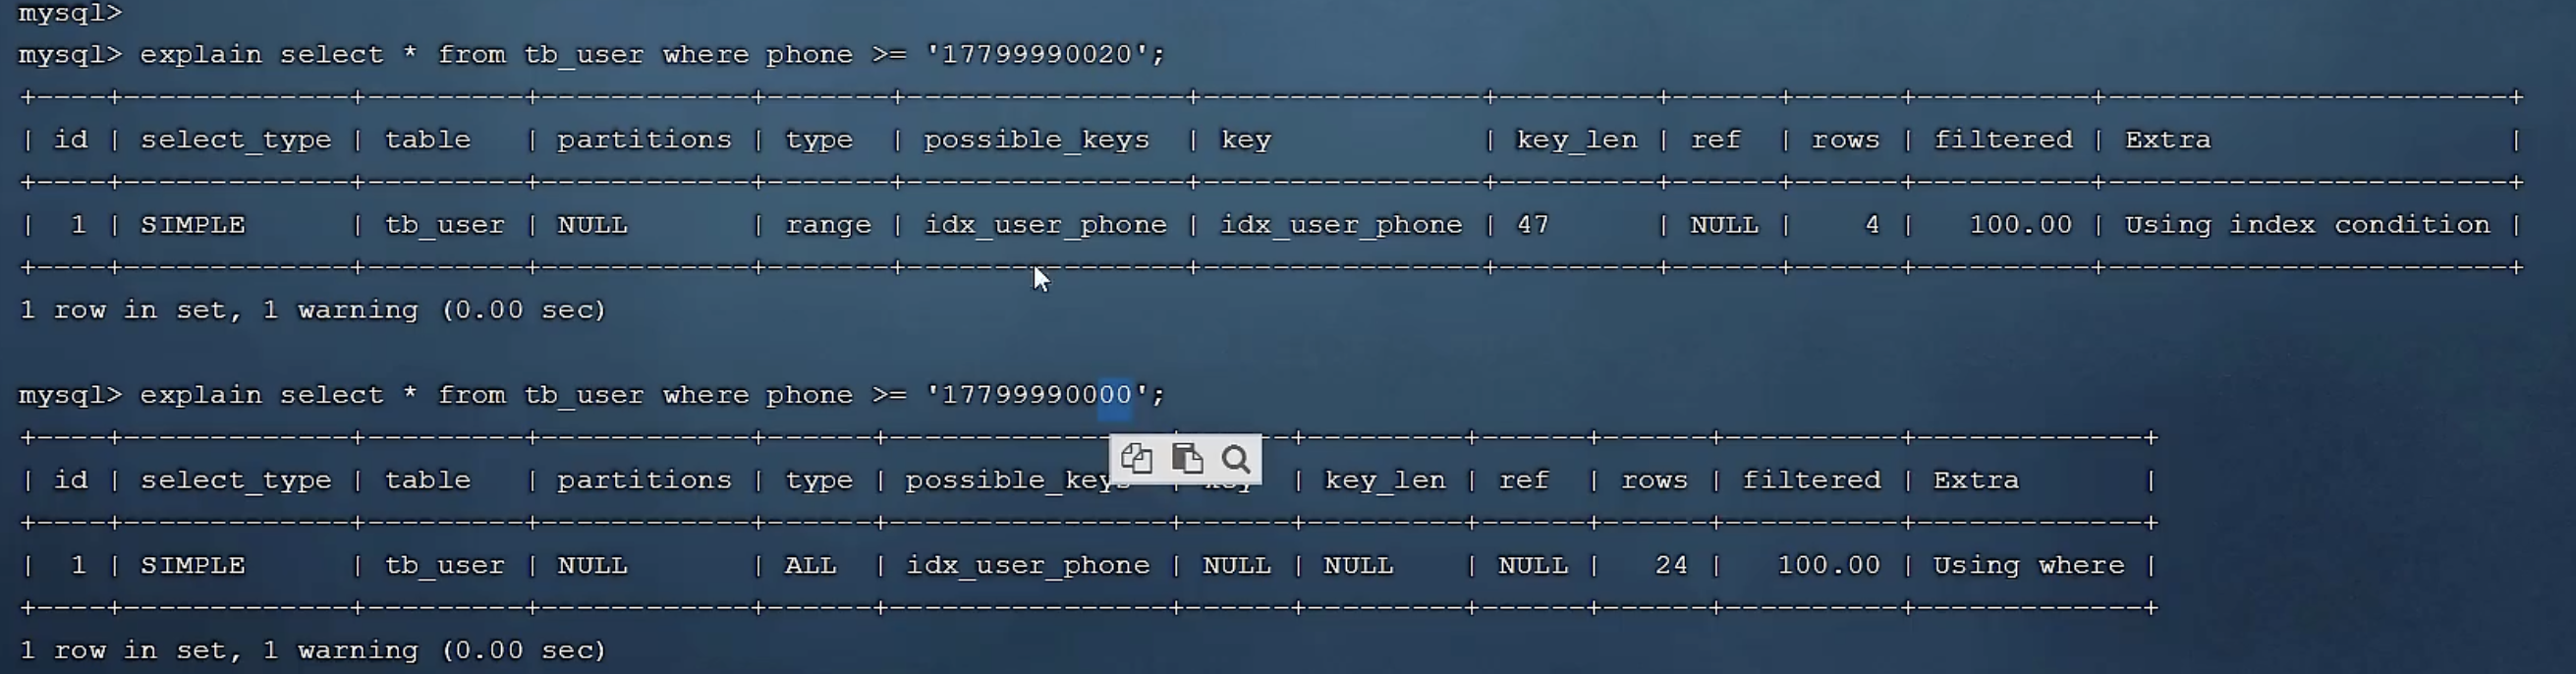 mysql>
mysql> explain select * from tb_user where phone >= '17799990020';
+----+-------------+---------+------------+-------+----------------+----------------+---------+------+------+----------+-----------------------+
| id | select_type | table   | partitions | type  | possible_keys  | key            | key_len | ref  | rows | filtered | Extra                 |
+----+-------------+---------+------------+-------+----------------+----------------+---------+------+------+----------+-----------------------+
|  1 | SIMPLE      | tb_user | NULL       | range | idx_user_phone | idx_user_phone | 47      | NULL |    4 |   100.00 | Using index condition |
+----+-------------+---------+------------+-------+----------------+----------------+---------+------+------+----------+-----------------------+
1 row in set, 1 warning (0.00 sec)
mysql> explain select * from tb_user where phone >= '17799990000';
+----+-------------+---------+------------+------+----------------+------+---------+------+------+----------+-------------+
| id | select_type | table   | partitions | type | possible_keys  | key  | key_len | ref  | rows | filtered | Extra       |
+----+-------------+---------+------------+------+----------------+------+---------+------+------+----------+-------------+
|  1 | SIMPLE      | tb_user | NULL       | ALL  | idx_user_phone | NULL | NULL    | NULL |   24 |   100.00 | Using where |
+----+-------------+---------+------------+------+----------------+------+---------+------+------+----------+-------------+
1 row in set, 1 warning (0.00 sec)